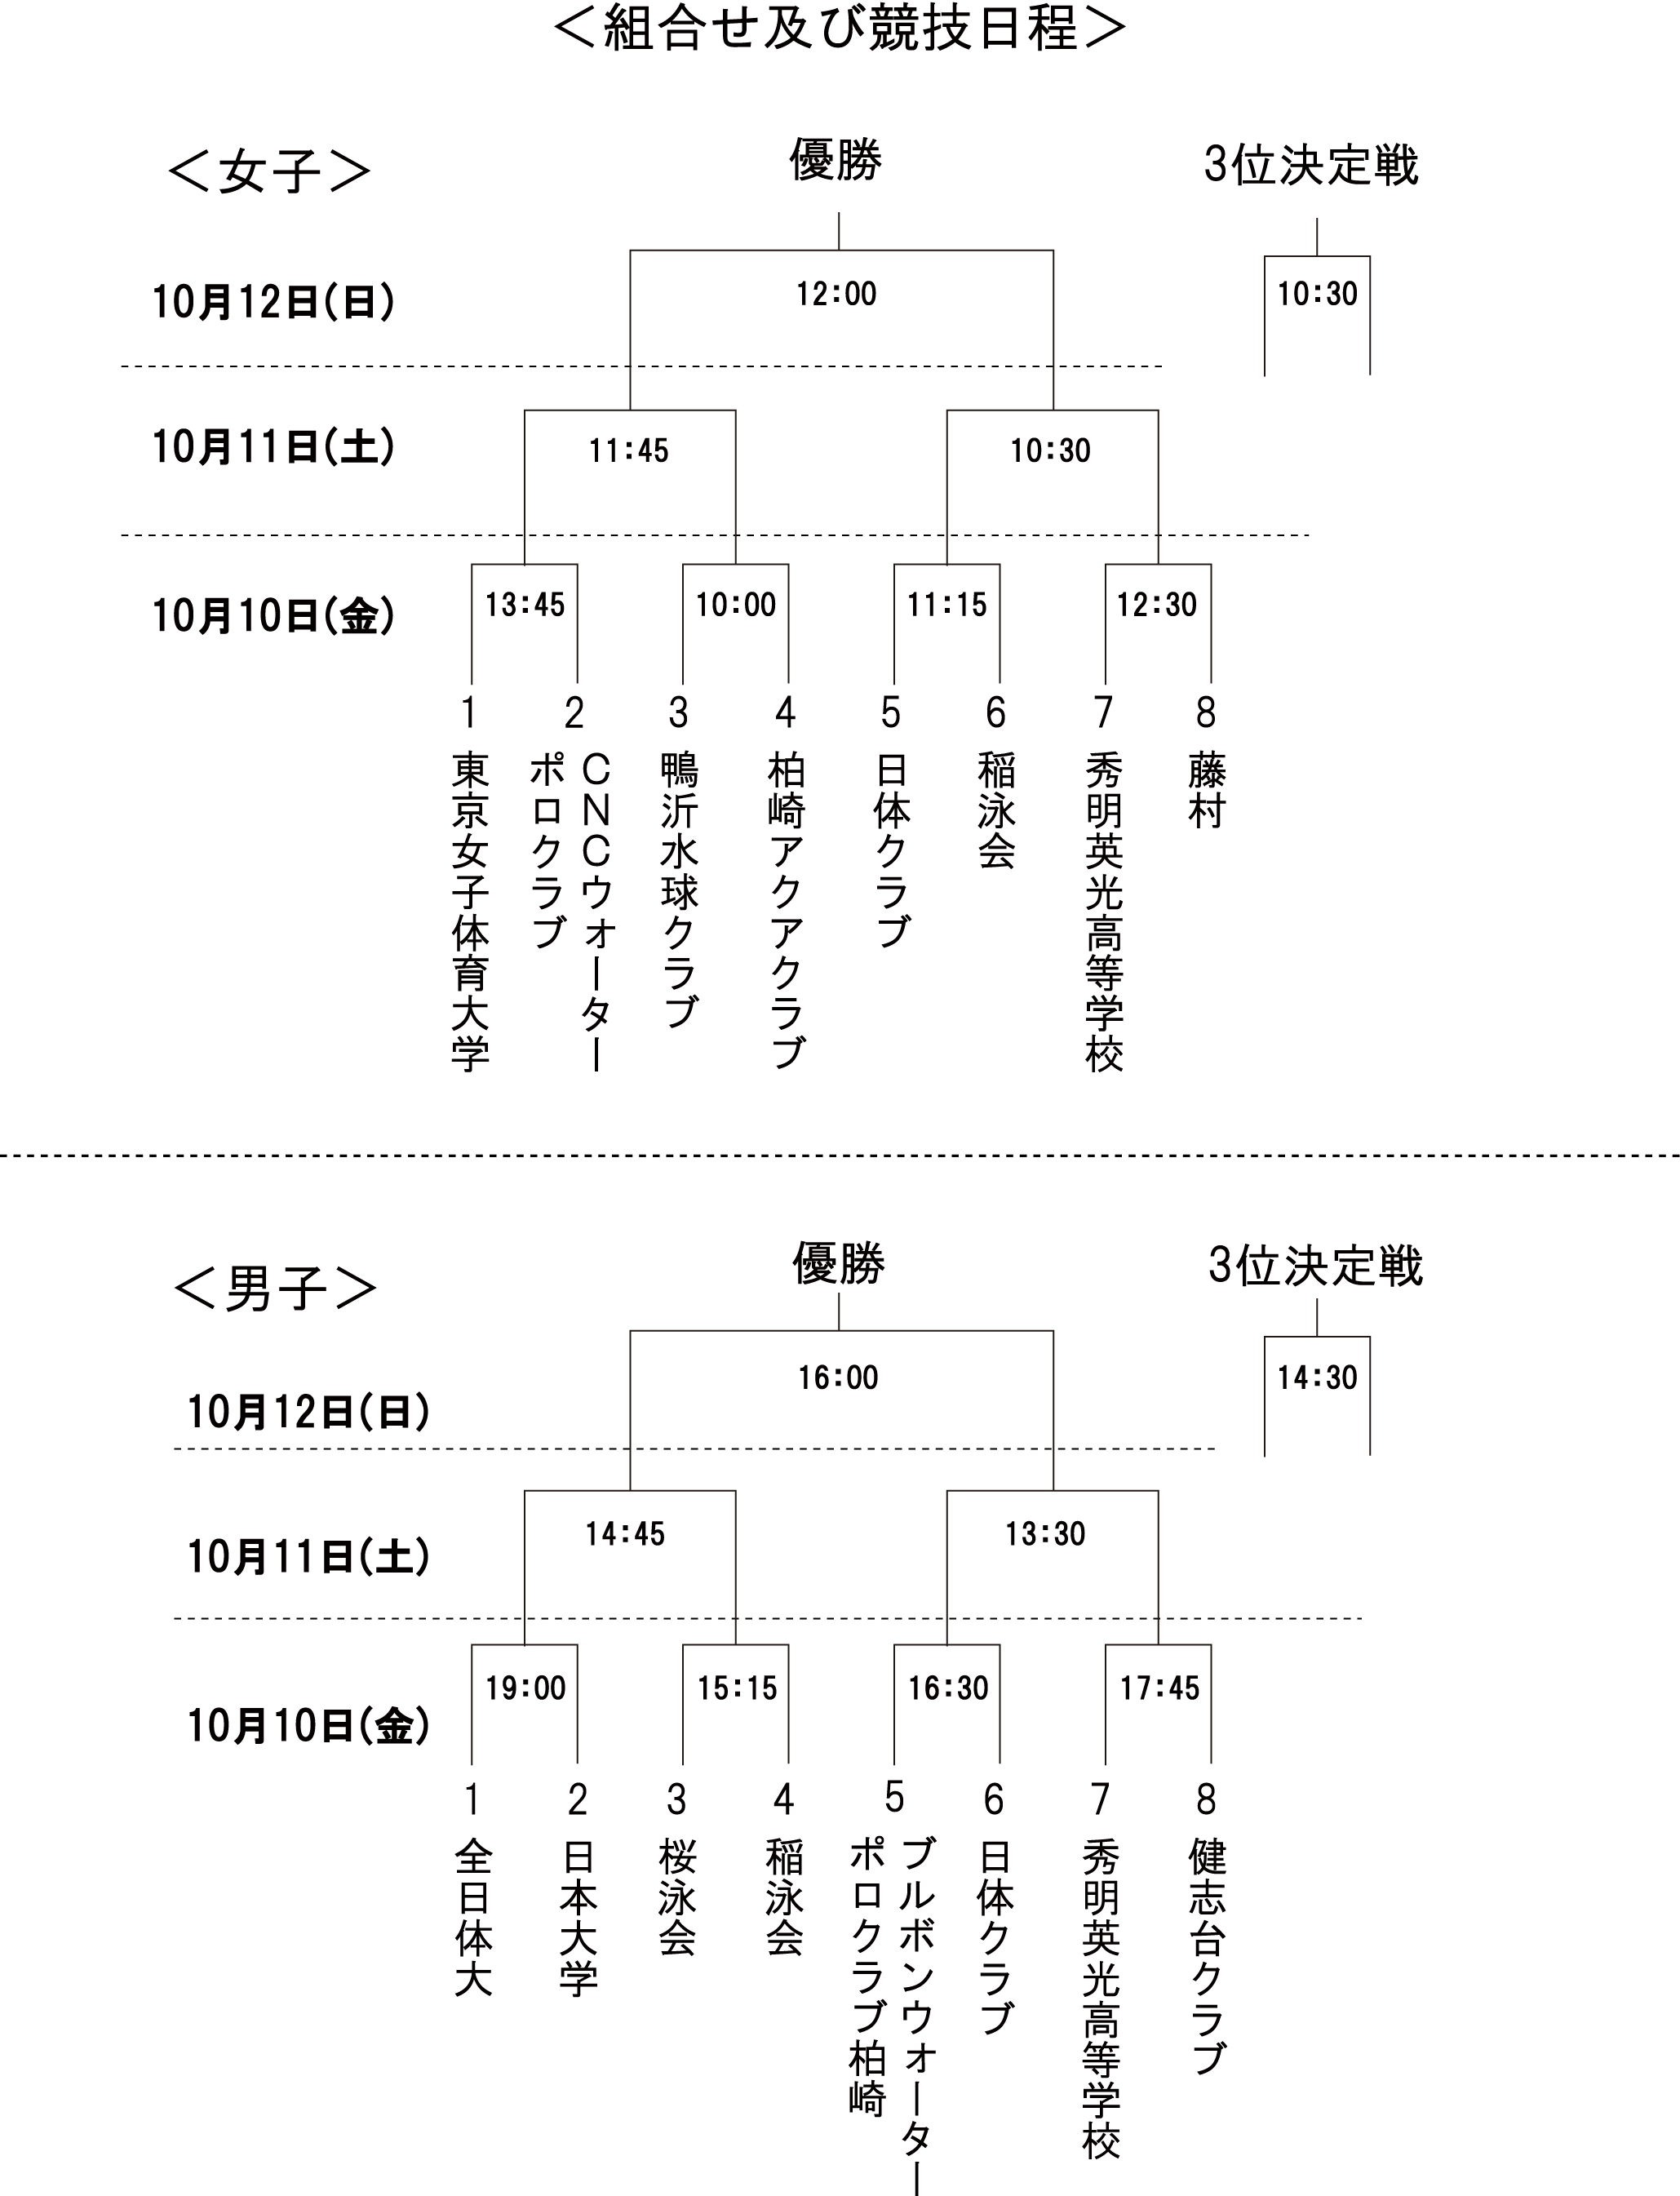 ＜組合せ及び競技日程＞
＜女子＞
優勝
3位決定戦
10月12日(日)
12:00
10:30
10月11日(土)
11:45
10:30
10月10日(金)
13:45
10:00
11:15
12:30
1
2
3
4
5
6
7
8
東京女子体育大学
CNCウォーター
ポロクラブ
鴨沂水球クラブ
柏崎アクアクラブ
日体クラブ
稲泳会
秀明英光高等学校
藤村
＜男子＞
優勝
3位決定戦
10月12日(日)
16:00
14:30
10月11日(土)
14:45
13:30
10月10日(金)
19:00
15:15
16:30
17:45
1
2
3
4
5
6
7
8
全日体大
日本大学
桜泳会
稲泳会
ブルボンウォーター
ポロクラブ柏崎
日体クラブ
秀明英光高等学校
健志台クラブ